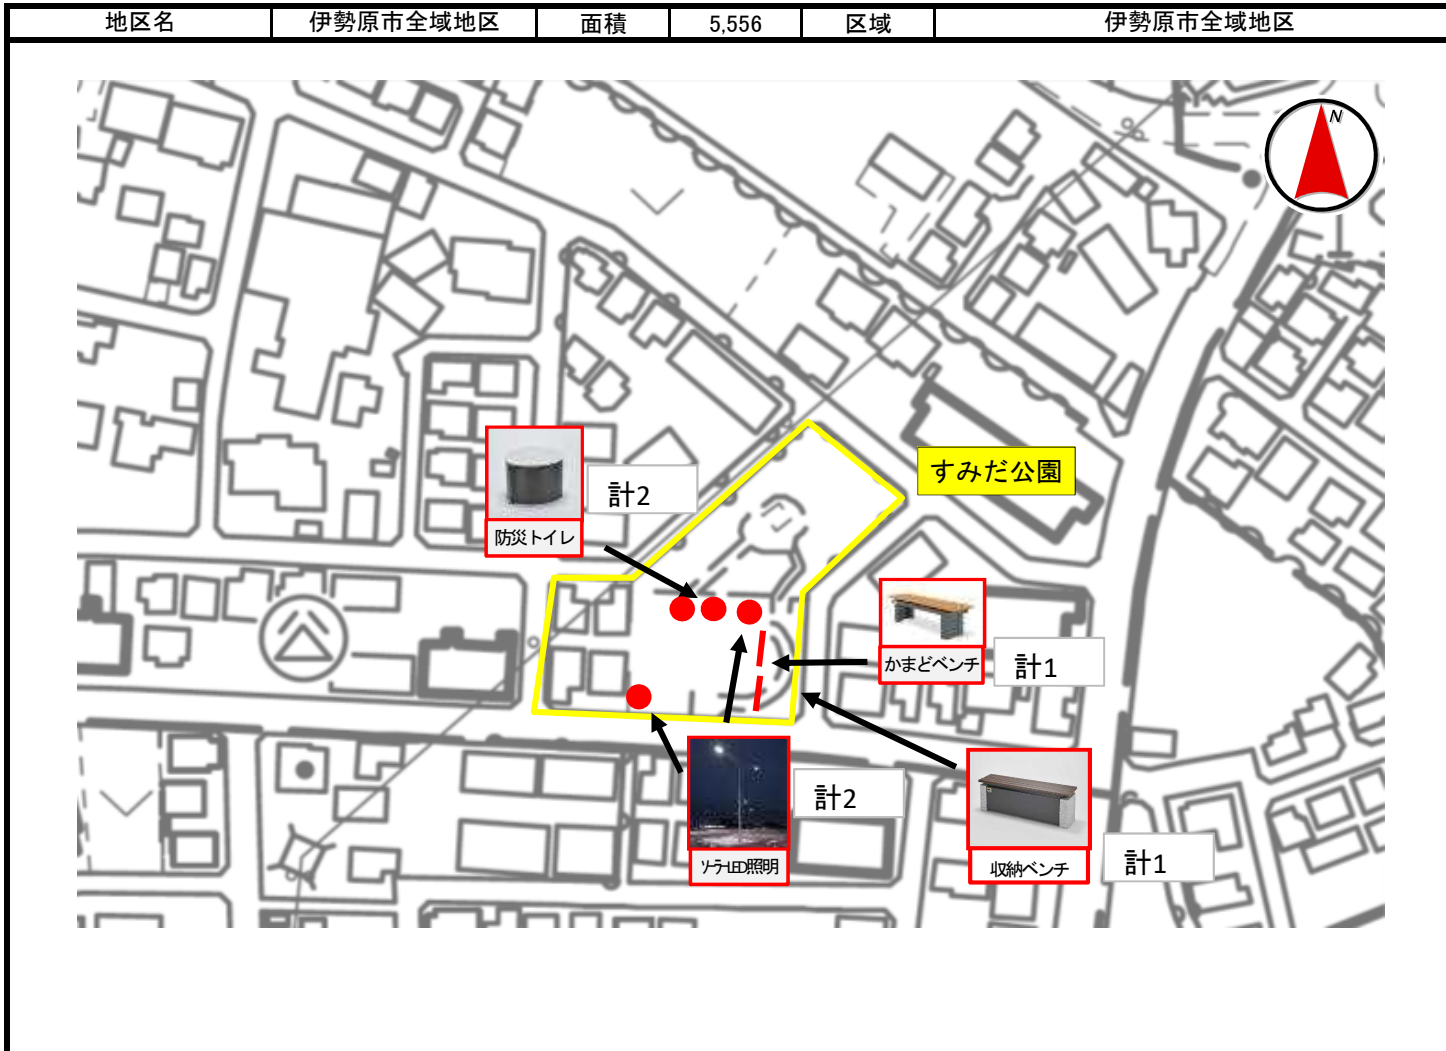 地区名 伊勢原市全域地区 面積 5,556 区域 伊勢原市全域地区
N
すみだ公園
計2
防災トイレ
かまどベンチ
計1
計2
ソーラーLED照明
収納ベンチ
計1